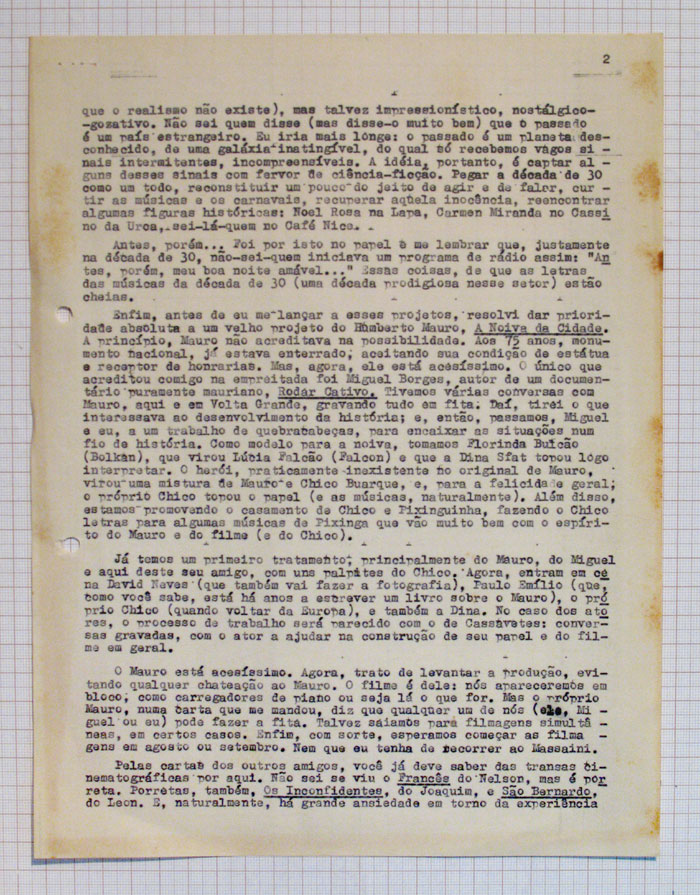 2
que o realismo não existe), mas talvez impressionístico, nostálgico-
-gozativo. Não sei quem disse (mas disse-o muito bem) que o passado
é um país estrangeiro. Eu iria mais longe: o passado é um planeta des-
conhecido, de uma galáxia inatingível, do qual só recebemos vagos si-
nais intermitentes, incompreensíveis. A idéia, portanto, é captar al-
guns desses sinais com fervor de ciência-ficção. Pegar a década de 30
como um todo, reconstituir um pouco do jeito de agir e de falar, cur-
tir as músicas e os carnavais, recuperar aquela inocência, reencontrar
algumas figuras históricas: Noel Rosa na Lapa, Carmen Miranda no Cassi
no da Urca, sei-lá-quem no Café Nice.
Antes, porém... Foi por isto no papel e me lembrar que, justamente
na década de 30, não-sei-quem iniciava um programa de rádio assim: "An
tes, porém, meu boa noite amável..." Essas coisas, de que as letras
das músicas da década de 30 (uma década prodigiosa nesse setor) estão
cheias.
Enfim, antes de eu me lançar a esses projetos, resolvi dar priori-
dade absoluta a um velho projeto do Humberto Mauro, A Noiva da Cidade.
A princípio, Mauro não acreditava na possibilidade. Aos 75 anos, monu-
mento nacional, já estava enterrado, aceitando sua condição de estátua
e receptor de honrarias. Mas, agora, ele está acesíssimo. O único que
acreditou comigo na empreitada foi Miguel Borges, autor de um documen-
tário puramente mauriano, Rodar Cativo. Tivemos várias conversas com
Mauro, aqui e em Volta Grande, gravando tudo em fita. Daí, tirei o que
interessava ao desenvolvimento da história; e, então, passamos, Miguel
e eu, a um trabalho de quebracabeças, para encaixar as situações num
fio de história. Como modelo para a noiva, tomamos Florinda Bulcão
(Bolkan), que virou Lúcia Falcão (Falcon) e que a Dina Sfat topou logo
interpretar. O herói, praticamente inexistente no original de Mauro,
virou uma mistura de Mauro e Chico Buarque, e, para a felicidade geral;
o próprio Chico topou o papel (e as músicas, naturalmente). Além disso,
estamos promovendo o casamento de Chico e Pixinguinha, fazendo o Chico
letras para algumas músicas de Pixinga que vão muito bem com o espíri-
to do Mauro e do filme (e do Chico).
Já temos um primeiro tratamento, principalmente do Mauro, do Miguel
e aqui deste seu amigo, com uns palpites do Chico. Agora, entram em ce
na David Neves (que também vai fazer a fotografia), Paulo Emílio (que,
como você sabe, está há anos a escrever um livro sobre o Mauro), o pró
prio Chico (quando voltar da Europa), e também a Dina. No caso dos ato
res, o processo de trabalho será parecido com o de Cassavetes: conver-
sas gravadas, com o ator a ajudar na construção de seu papel e do fil-
me em geral.
O Mauro está acesíssimo. Agora, trato de levantar a produção, evi-
tando qualquer chateação ao Mauro. O filme é dele: nós apareceremos em
bloco, como carregadores de piano ou seja lá o que for. Mas o próprio
Mauro, numa carta que me mandou, diz que qualquer um de nós (ele, Mi -
guel ou eu) pode fazer a fita. Talvez saiamos para filmagens simultâ -
neas, em certos casos. Enfim, com sorte, esperamos começar as filma -
gens em agosto ou setembro. Nem que eu tenha de recorrer ao Massaini.
Pelas cartas dos outros amigos, você já deve saber das transas ci-
nematográficas por aqui. Não sei se viu o Francês do Nelson, mas é por
reta. Porretas, também, Os Inconfidentes, do Joaquim, e São Bernardo,
do Leon. E, naturalmente, há grande ansiedade em torno da experiência